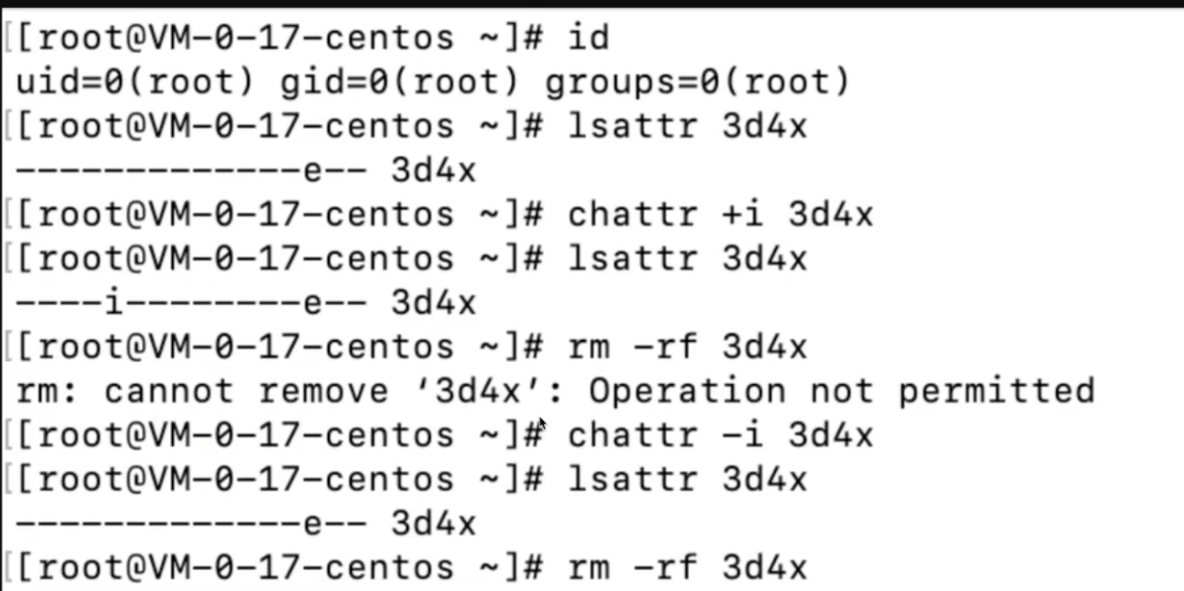 [[root@VM-0-17-centos ~]# id
uid=0(root) gid=0(root) groups=0(root)
[[root@VM-0-17-centos ~]# lsattr 3d4x
-------------e-- 3d4x
[[root@VM-0-17-centos ~]# chattr +i 3d4x
[[root@VM-0-17-centos ~]# lsattr 3d4x
----i--------e-- 3d4x
[[root@VM-0-17-centos ~]# rm -rf 3d4x
rm: cannot remove ‘3d4x’: Operation not permitted
[[root@VM-0-17-centos ~]# chattr -i 3d4x
[[root@VM-0-17-centos ~]# lsattr 3d4x
-------------e-- 3d4x
[[root@VM-0-17-centos ~]# rm -rf 3d4x